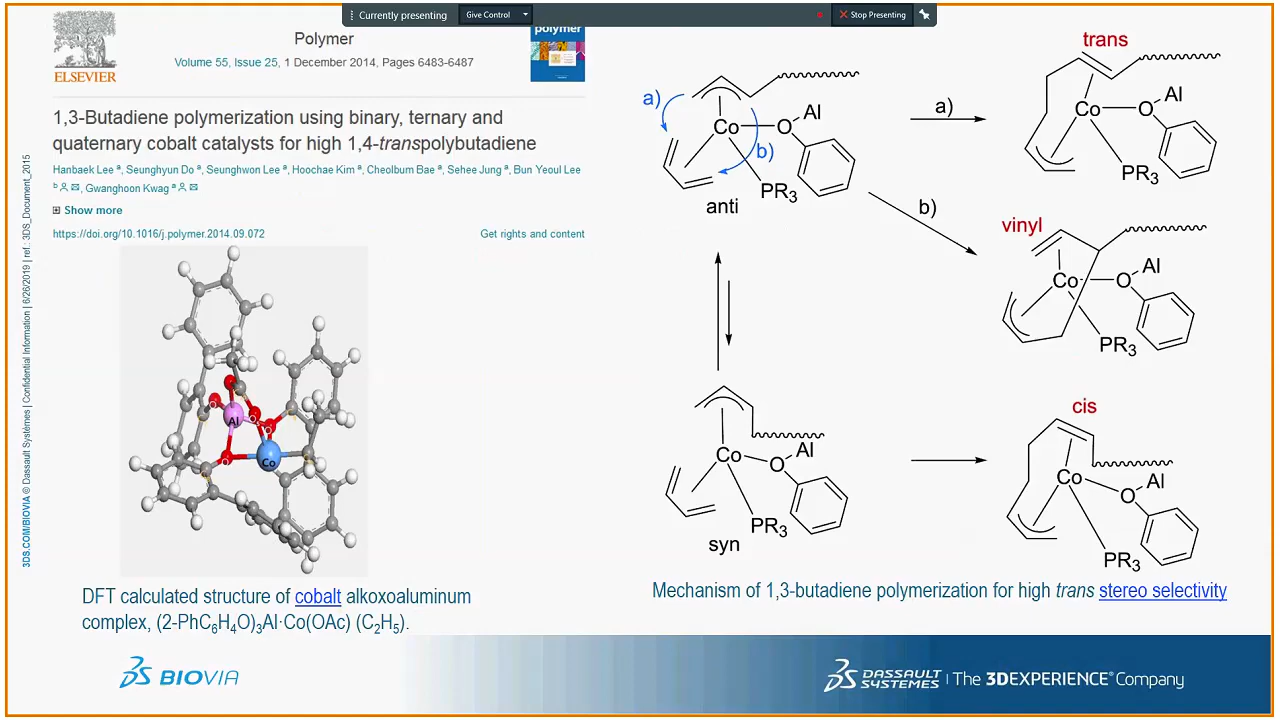 Currently presenting
Give Control
Stop Presenting
ELSEVIER
Polymer
Volume 55, Issue 25, 1 December 2014, Pages 6483-6487
polymer
1,3-Butadiene polymerization using binary, ternary and
quaternary cobalt catalysts for high 1,4-transpolybutadiene
Hanbaek Lee a, Seunghyun Do a, Seunghwon Lee a, Hoochae Kim a, Cheolbum Bae a, Sehee Jung a, Bun Yeoul Lee
b, Gwanghoon Kwag a
Show more
https://doi.org/10.1016/j.polymer.2014.09.072
Get rights and content
Al
O
O
O
O
O
Co
DFT calculated structure of cobalt alkoxoaluminum
complex, (2-PhC6H4O)3Al·Co(OAc) (C2H5).
a)
Co
O
Al
b)
PR3
anti
a)
trans
Co
O
Al
PR3
b)
vinyl
Co
O
Al
PR3
Co
O
Al
PR3
syn
cis
Co
O
Al
PR3
Mechanism of 1,3-butadiene polymerization for high trans stereo selectivity
3DS.COM/BIOVIA © Dassault Systèmes | Confidential Information | 6/26/2019 | ref.: 3DS_Document_2015
BIOVIA
DASSAULT
SYSTEMES
The 3DEXPERIENCE Company